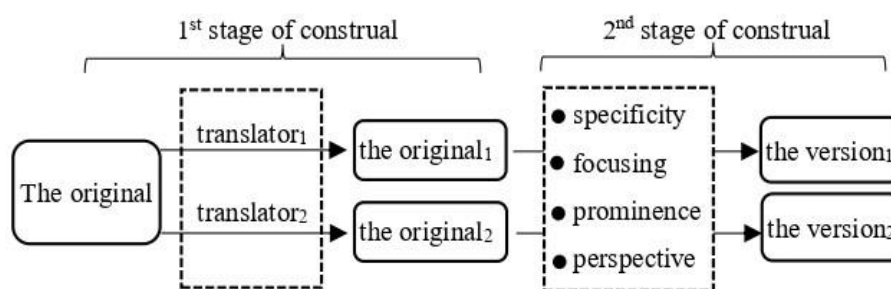 1st stage of construal
2nd stage of construal
The original
translator1
translator2
the original1
the original2
● specificity
● focusing
● prominence
● perspective
the version1
the version2